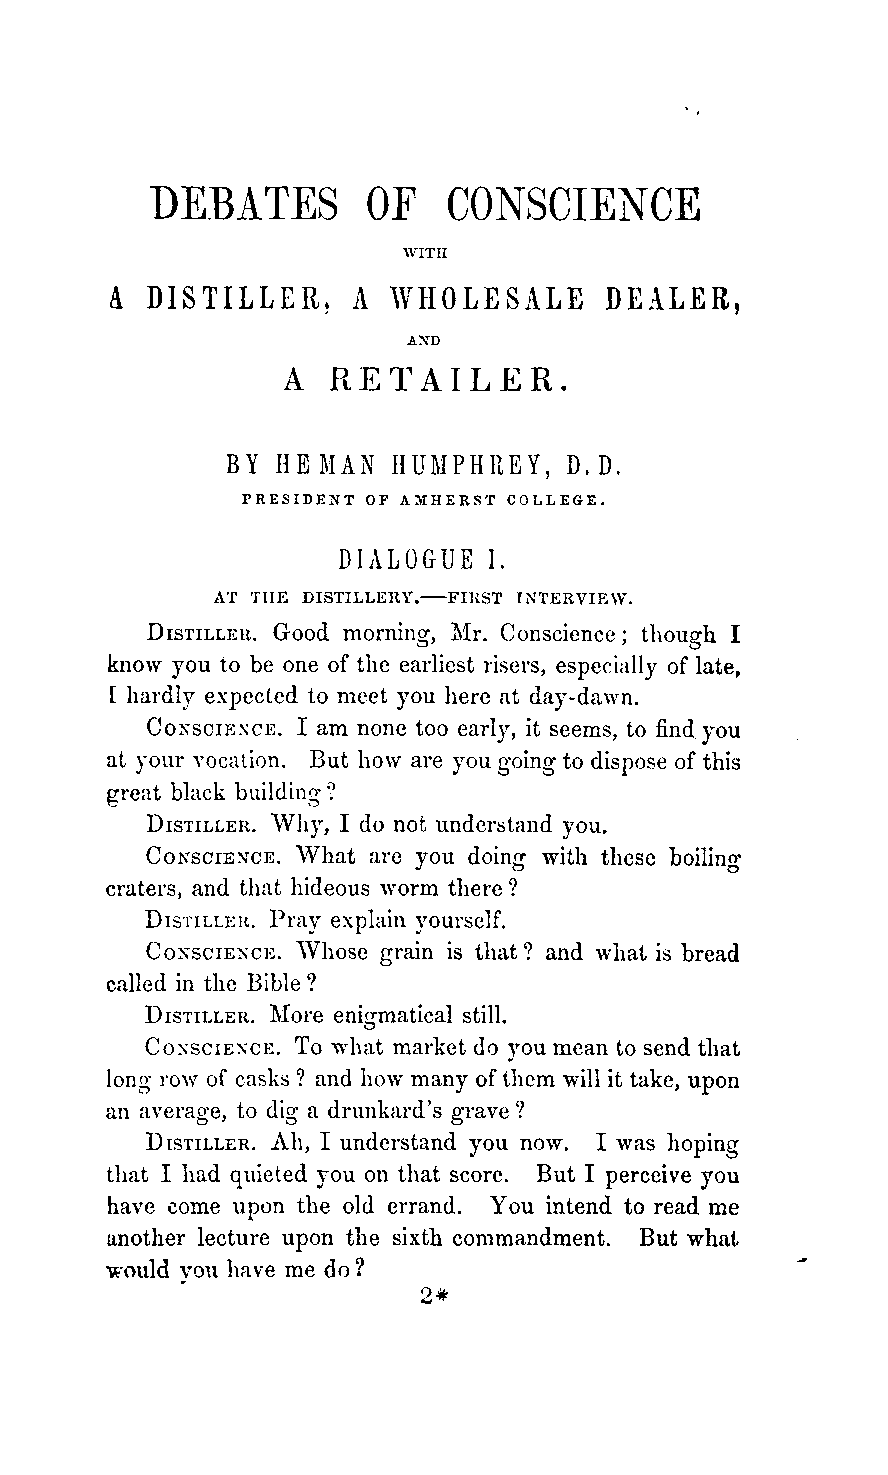 DEBATES OF CONSCIENCE
WITH
A DISTILLER, A WHOLESALE DEALER,
AND
A RETAILER.
BY HEMAN HUMPHREY, D.D.
PRESIDENT OF AMHERST COLLEGE.
DIALOGUE I.
AT THE DISTILLERY.—FIRST INTERVIEW.
DISTILLER. Good morning, Mr. Conscience; though I
know you to be one of the earliest risers, especially of late,
I hardly expected to meet you here at day-dawn.
CONSCIENCE. I am none too early, it seems, to find you
at your vocation. But how are you going to dispose of this
great black building?
DISTILLER. Why, I do not understand you.
CONSCIENCE. What are you doing with these boiling
craters, and that hideous worm there?
DISTILLER. Pray explain yourself.
CONSCIENCE. Whose grain is that? and what is bread
called in the Bible?
DISTILLER. More enigmatical still.
CONSCIENCE. To what market do you mean to send that
long row of casks? and how many of them will it take, upon
an average, to dig a drunkard's grave?
DISTILLER. Ah, I understand you now. I was hoping
that I had quieted you on that score. But I perceive you
have come upon the old errand. You intend to read me
another lecture upon the sixth commandment. But what
would you have me do?
2*